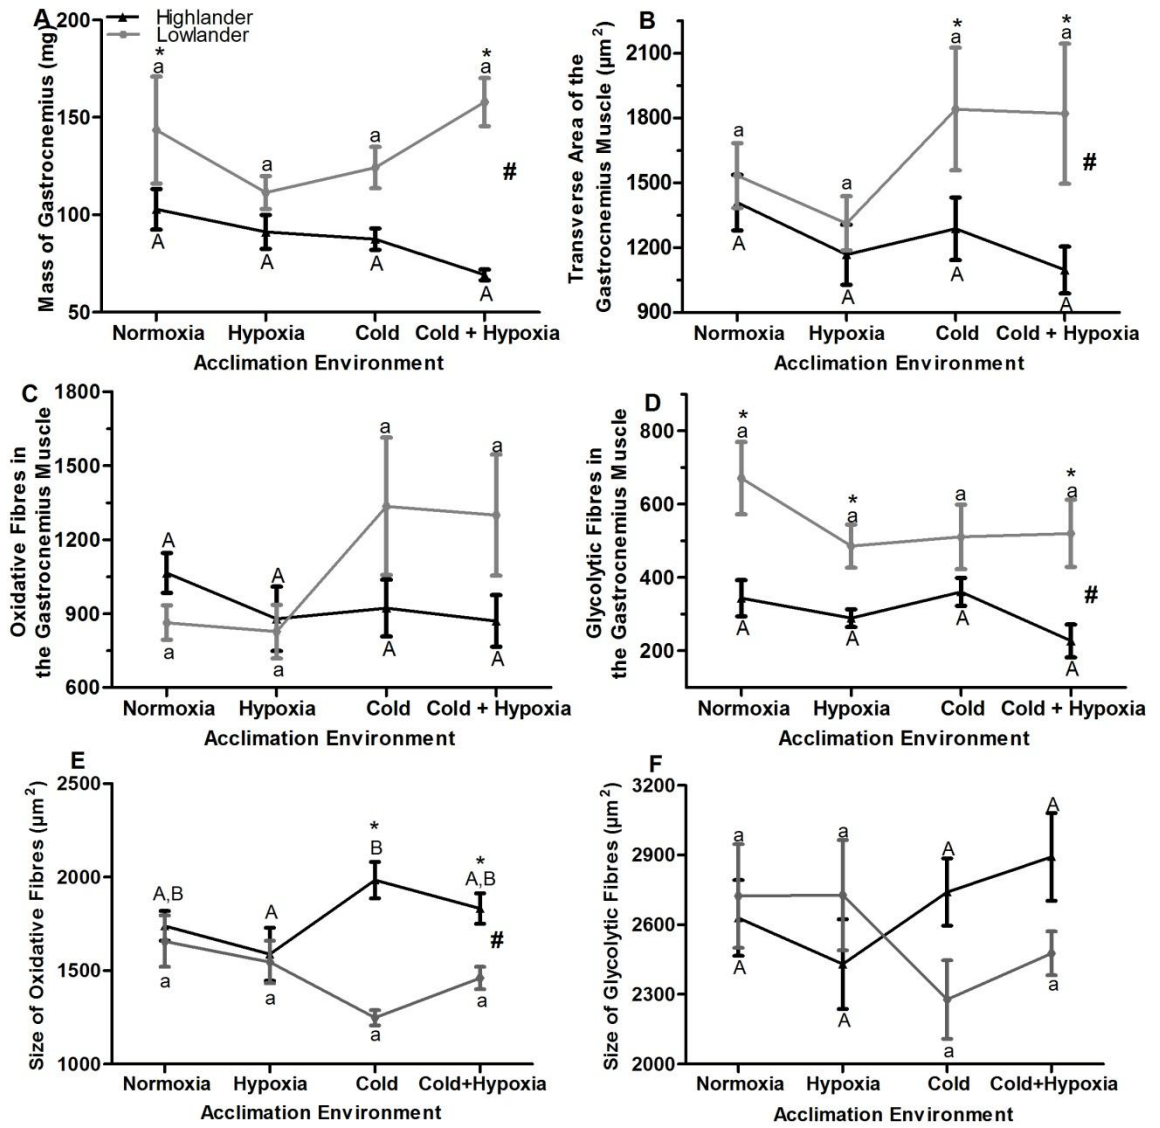 A
Highlander
Lowlander
Mass of Gastrocnemius (mg)
200
150
100
50
* a
a
a
* a
A
A
A
A
#
Normoxia Hypoxia Cold Cold + Hypoxia
Acclimation Environment
B
Transverse Area of the
Gastrocnemius Muscle (µm²)
2100
1800
1500
1200
900
a
a
* a
* a
A
A
A
A
#
Normoxia Hypoxia Cold Cold + Hypoxia
Acclimation Environment
C
Oxidative Fibres in
the Gastrocnemius Muscle
1800
1500
1200
900
600
A
A
a
a
a
a
A
A
Normoxia Hypoxia Cold Cold + Hypoxia
Acclimation Environment
D
Glycolytic Fibres in
the Gastrocnemius Muscle
800
600
400
200
* a
* a
a
* a
A
A
A
A
#
Normoxia Hypoxia Cold Cold + Hypoxia
Acclimation Environment
E
Size of Oxidative Fibres (µm²)
2500
2000
1500
1000
A,B
A
* B
* A,B
a
a
a
a
#
Normoxia Hypoxia Cold Cold+Hypoxia
Acclimation Environment
F
Size of Glycolytic Fibres (µm²)
3200
2900
2600
2300
2000
a
a
A
A
A
A
a
a
Normoxia Hypoxia Cold Cold+Hypoxia
Acclimation Environment